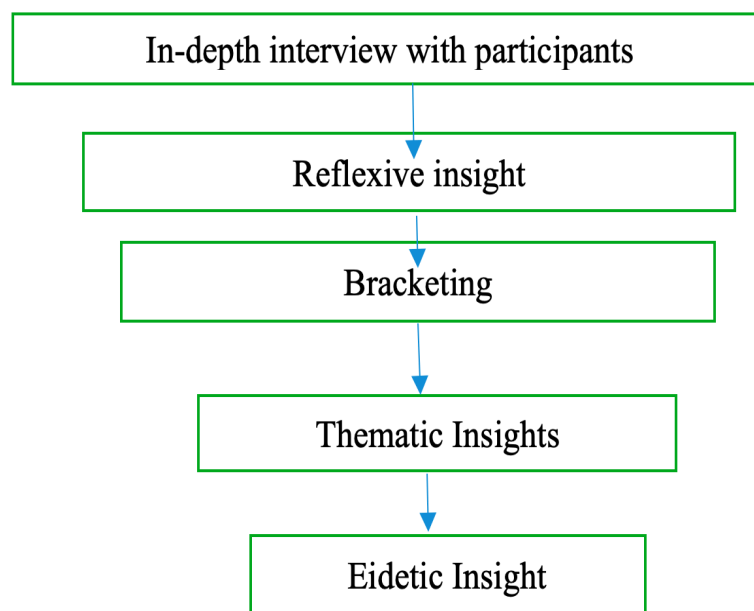 In-depth interview with participants
Reflexive insight
Bracketing
Thematic Insights
Eidetic Insight